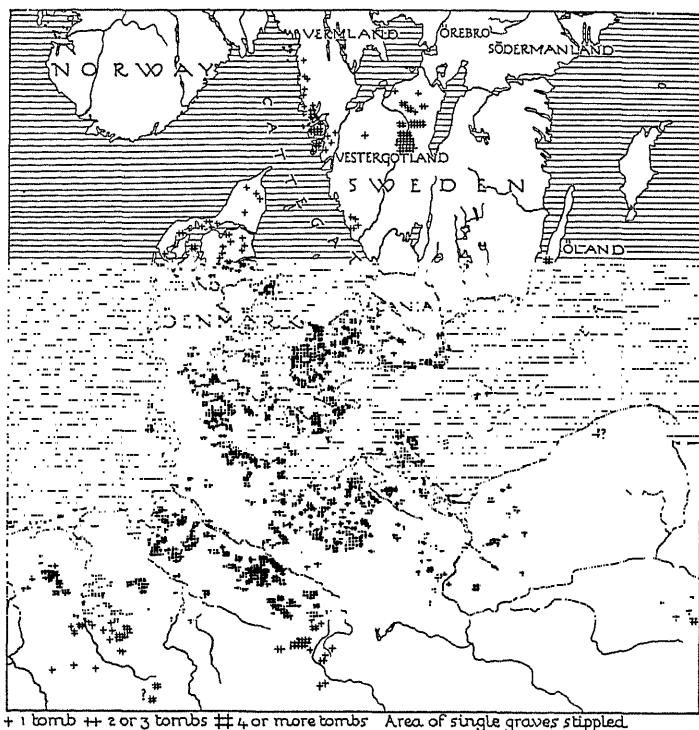 VERMLAND
ÖREBRO
SÖDERMANLAND
NORWAY
CATTEGAT
VESTERGOTLAND
SWEDEN
ÖLAND
DENMARK
?
?
+ 1 tomb ++ 2 or 3 tombs ⌗ 4 or more tombs Area of single graves stippled